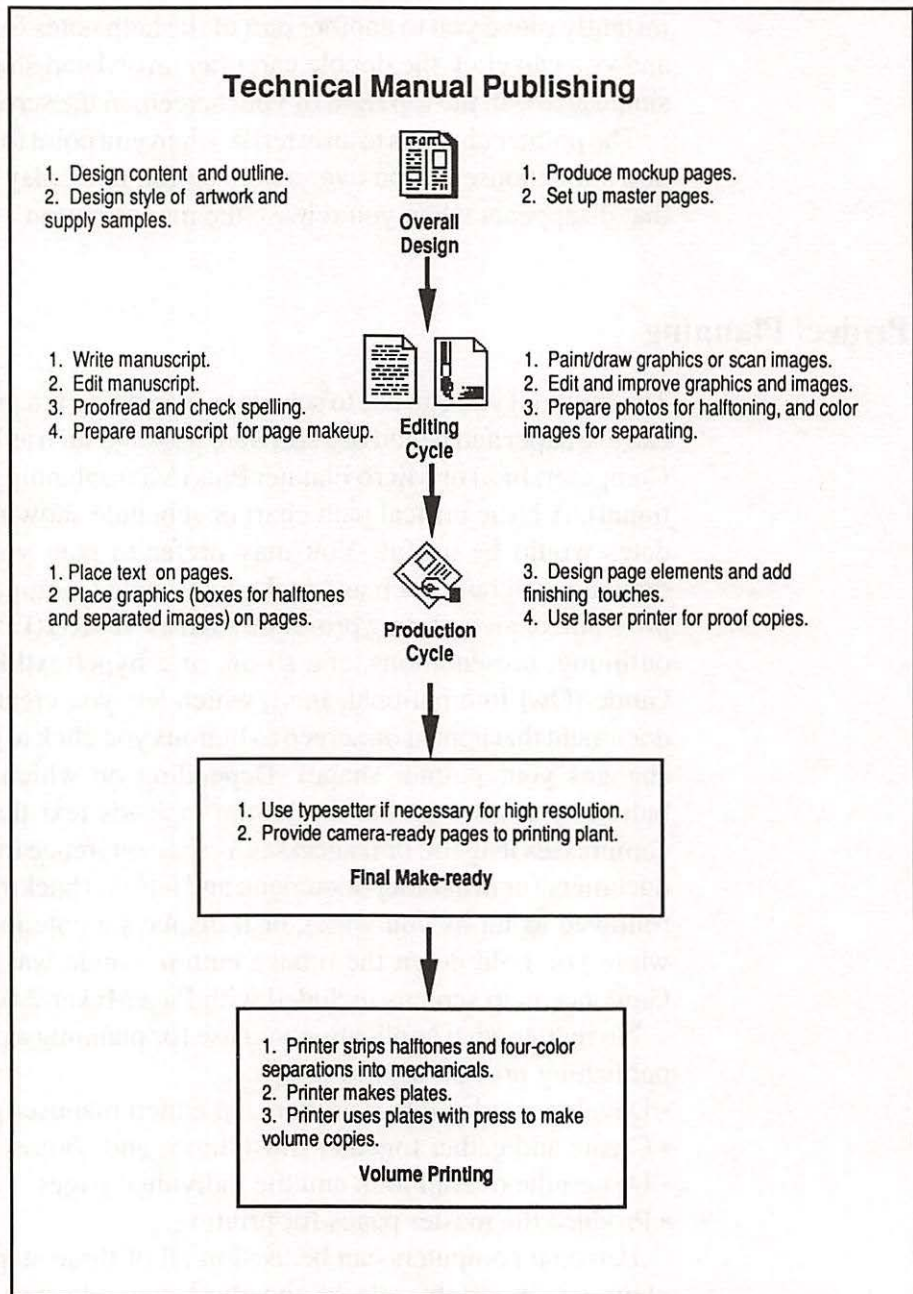 Technical Manual Publishing
1. Design content and outline.
2. Design style of artwork and
supply samples.
1. Produce mockup pages.
2. Set up master pages.
Overall
Design
1. Write manuscript.
2. Edit manuscript.
3. Proofread and check spelling.
4. Prepare manuscript for page makeup.
1. Paint/draw graphics or scan images.
2. Edit and improve graphics and images.
3. Prepare photos for halftoning, and color
images for separating.
Editing
Cycle
1. Place text on pages.
2 Place graphics (boxes for halftones
and separated images) on pages.
3. Design page elements and add
finishing touches.
4. Use laser printer for proof copies.
Production
Cycle
1. Use typesetter if necessary for high resolution.
2. Provide camera-ready pages to printing plant.
Final Make-ready
1. Printer strips halftones and four-color
separations into mechanicals.
2. Printer makes plates.
3. Printer uses plates with press to make
volume copies.
Volume Printing